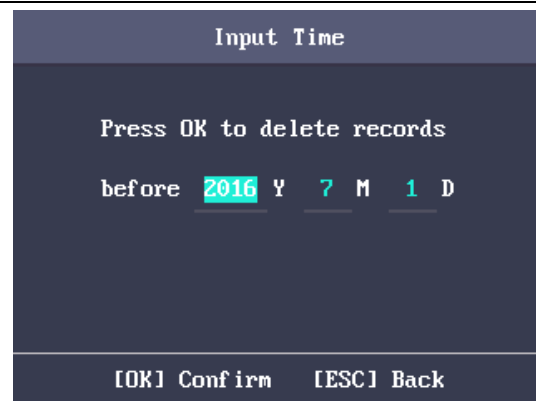 Input Time
Press OK to delete records
before 2016 Y 7 M 1 D
[OK] Confirm [ESC] Back